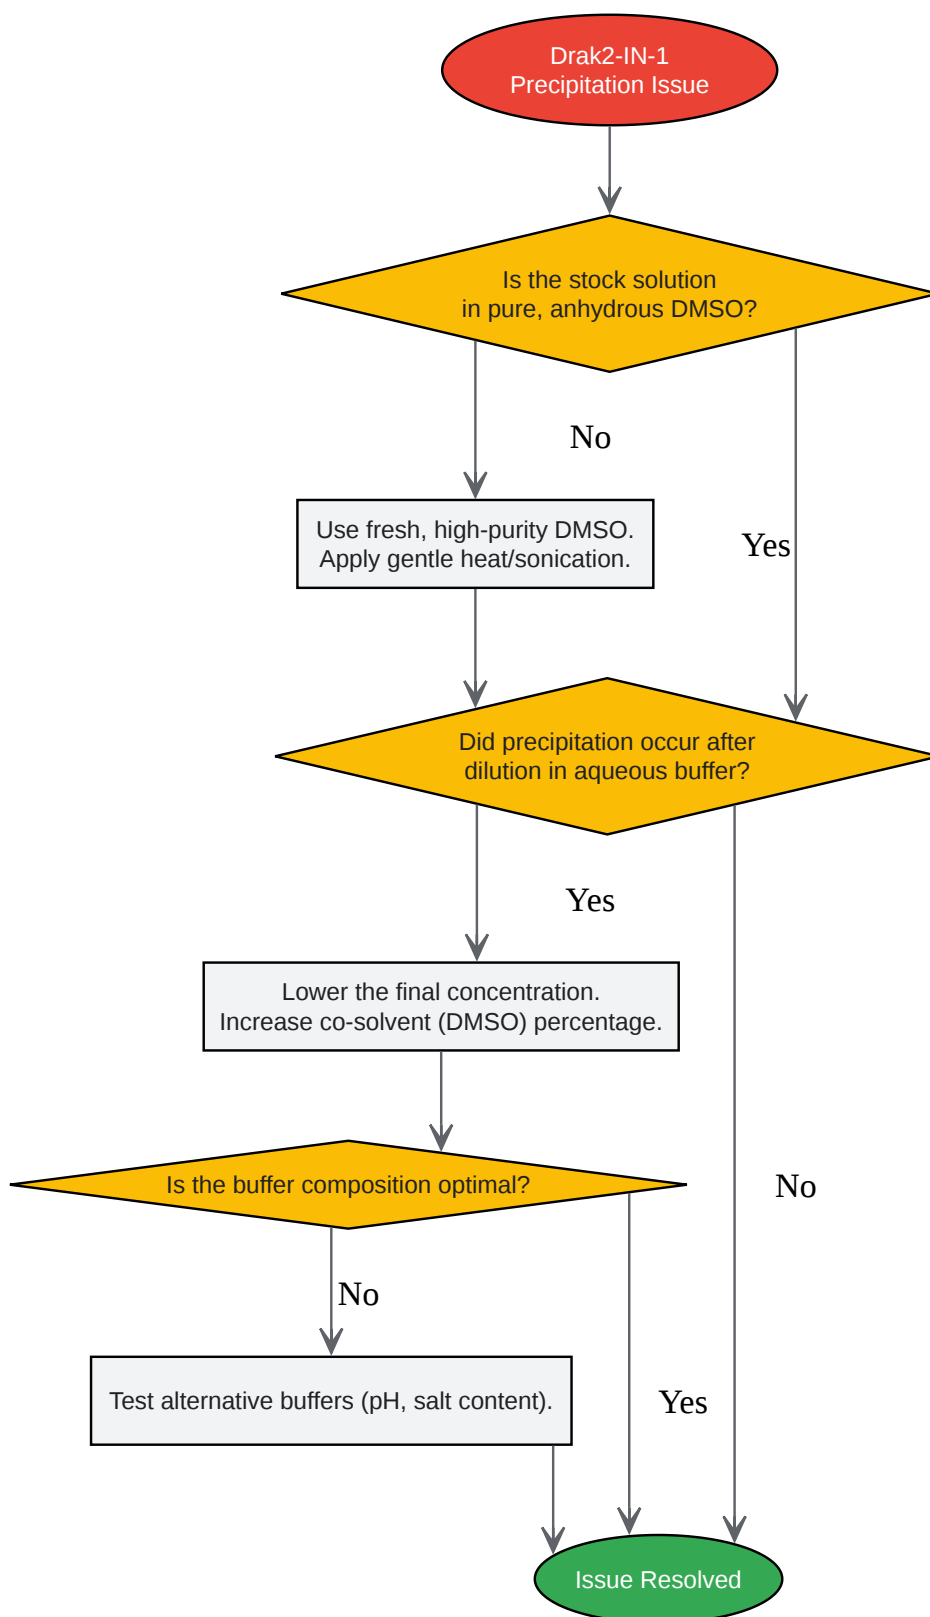 Drak2-IN-1
Precipitation Issue
Is the stock solution
in pure, anhydrous DMSO?
No
Use fresh, high-purity DMSO.
Apply gentle heat/sonication.
Yes
Did precipitation occur after
dilution in aqueous buffer?
Yes
Lower the final concentration.
Increase co-solvent (DMSO) percentage.
Is the buffer composition optimal?
No
No
Test alternative buffers (pH, salt content).
Yes
Issue Resolved